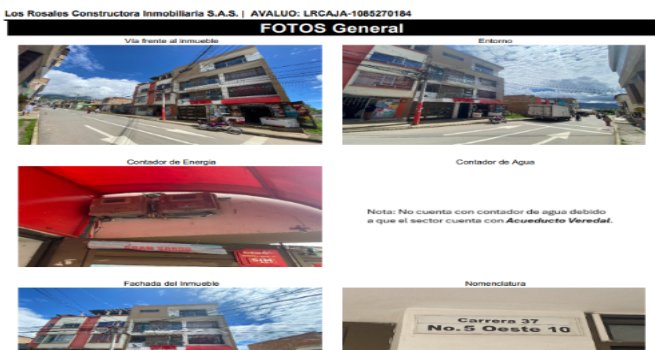 Los Rosales Constructora Inmobiliaria S.A.S. | AVALUO: LRCAJA-1085270184
FOTOS General
Vía frente al inmueble
Entorno
Contador de Energía
Contador de Agua
Nota: No cuenta con contador de agua debido
a que el sector cuenta con Acueducto Veredal.
Fachada del Inmueble
Nomenclatura
Carrera 37
No.5 Oeste 10